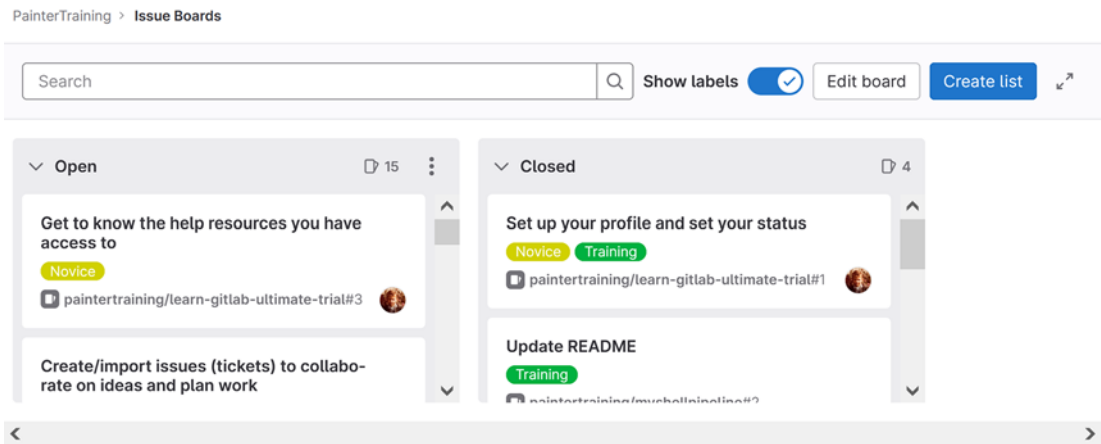 PainterTraining > Issue Boards
Search
Show labels
Edit board
Create list
Open
15
Closed
4
Get to know the help resources you have
access to
Novice
paintertraining/learn-gitlab-ultimate-trial#3
Create/import issues (tickets) to collabo-
rate on ideas and plan work
Set up your profile and set your status
Novice Training
paintertraining/learn-gitlab-ultimate-trial#1
Update README
Training
paintertraining/myshellpipeline#2